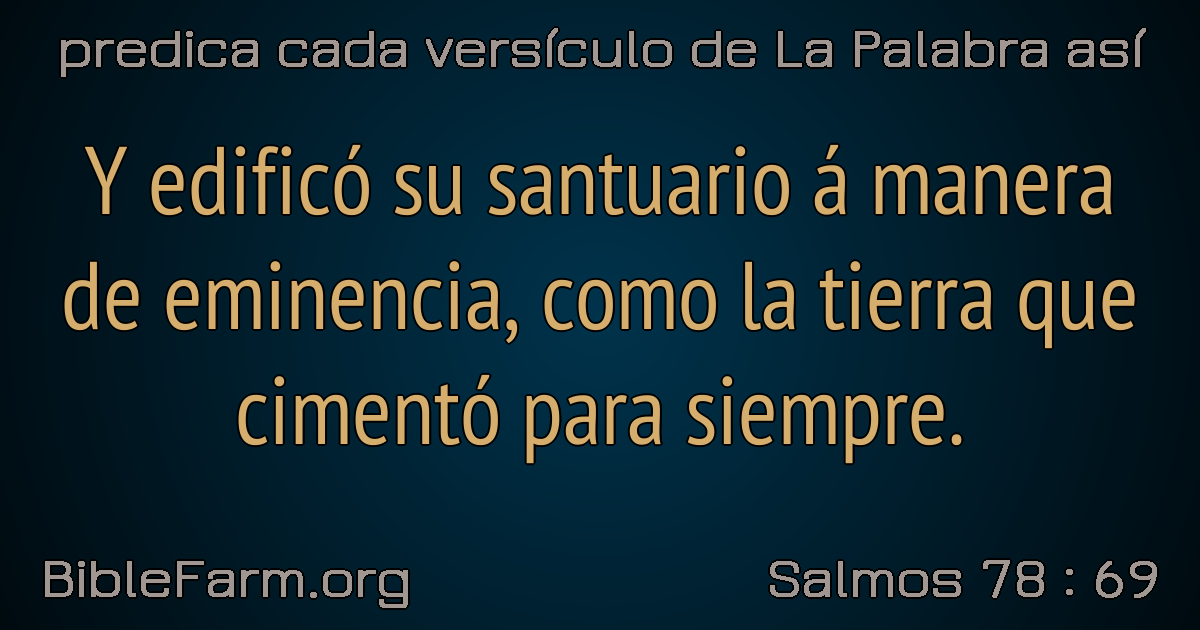 predica cada versículo de La Palabra así
Y edificó su santuario á manera
de eminencia, como la tierra que
cimentó para siempre.
BibleFarm.org
Salmos 78 : 69